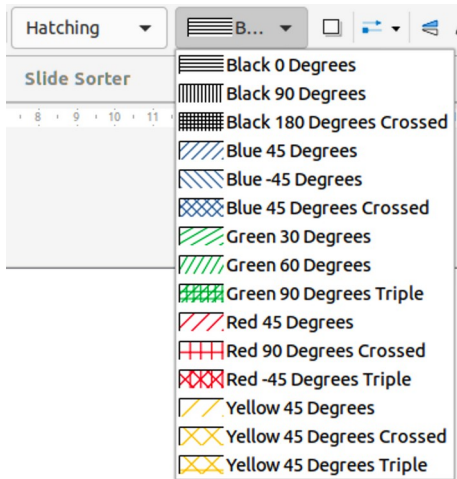 Hatching
B...
Slide Sorter
8 9 10 11
Black 0 Degrees
Black 90 Degrees
Black 180 Degrees Crossed
Blue 45 Degrees
Blue -45 Degrees
Blue 45 Degrees Crossed
Green 30 Degrees
Green 60 Degrees
Green 90 Degrees Triple
Red 45 Degrees
Red 90 Degrees Crossed
Red -45 Degrees Triple
Yellow 45 Degrees
Yellow 45 Degrees Crossed
Yellow 45 Degrees Triple